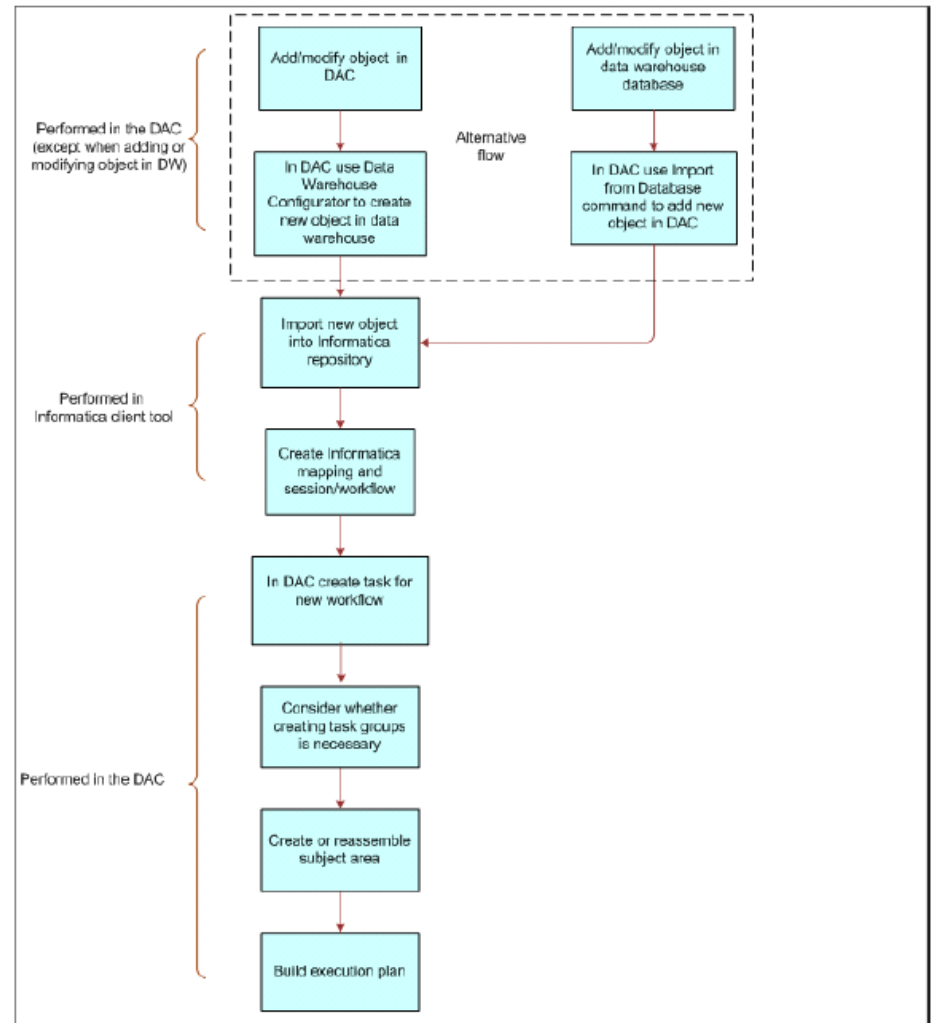 Add/modify object in
DAC
Add/modify object in
data warehouse
database
Performed in the DAC
(except when adding or
modifying object in DW)
Alternative
flow
In DAC use Data
Warehouse
Configurator to create
new object in data
warehouse
In DAC use Import
from Database
command to add new
object in DAC
Import new object
into Informatica
repository
Performed in
Informatica client tool
Create Informatica
mapping and
session/workflow
In DAC create task for
new workflow
Consider whether
creating task groups
is necessary
Performed in the DAC
Create or reassemble
subject area
Build execution plan